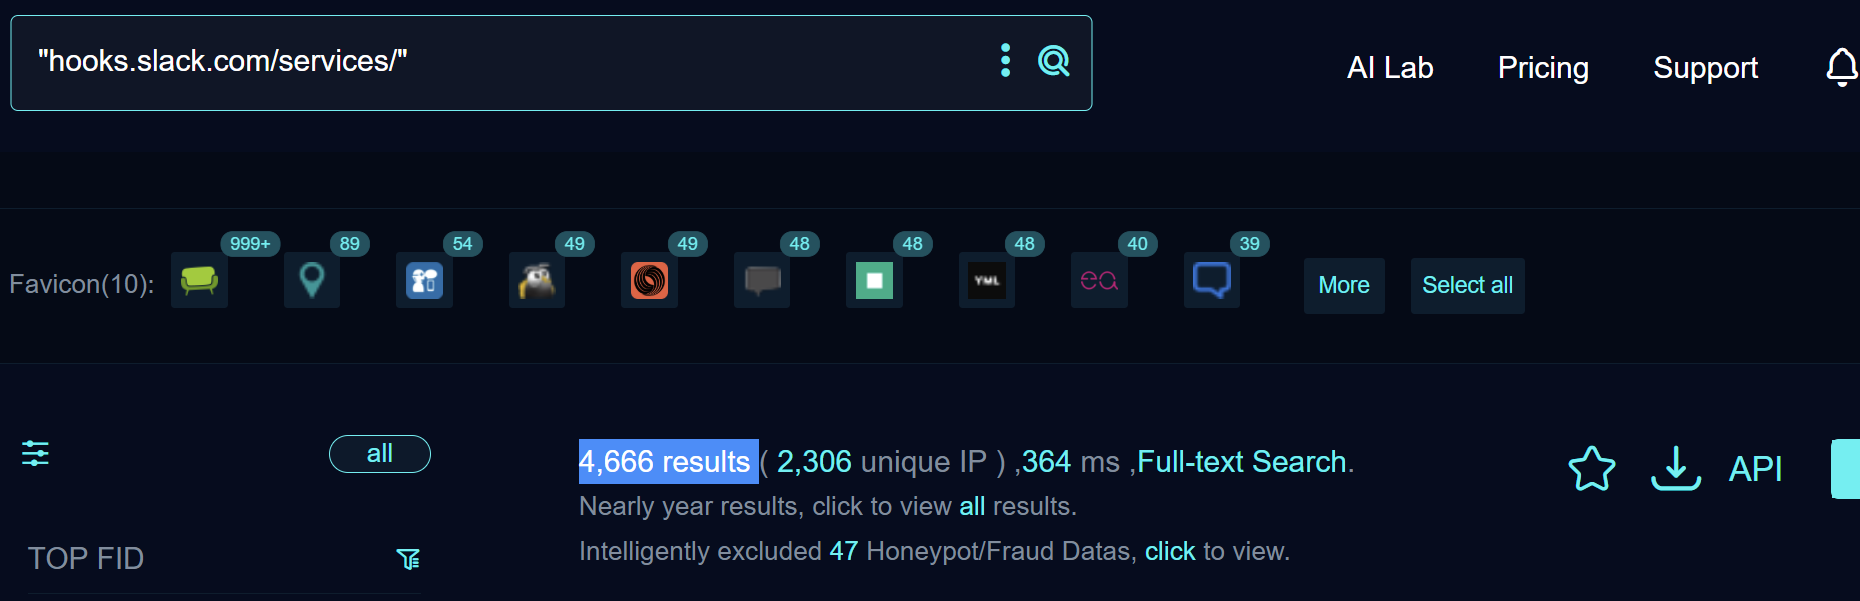 "hooks.slack.com/services/"
AI Lab Pricing Support
999+ 89 54 49 49 48 48 48 40 39
Favicon(10): YML ea More Select all
all
4,666 results ( 2,306 unique IP ) ,364 ms ,Full-text Search.
API
Nearly year results, click to view all results.
Intelligently excluded 47 Honeypot/Fraud Datas, click to view.
TOP FID